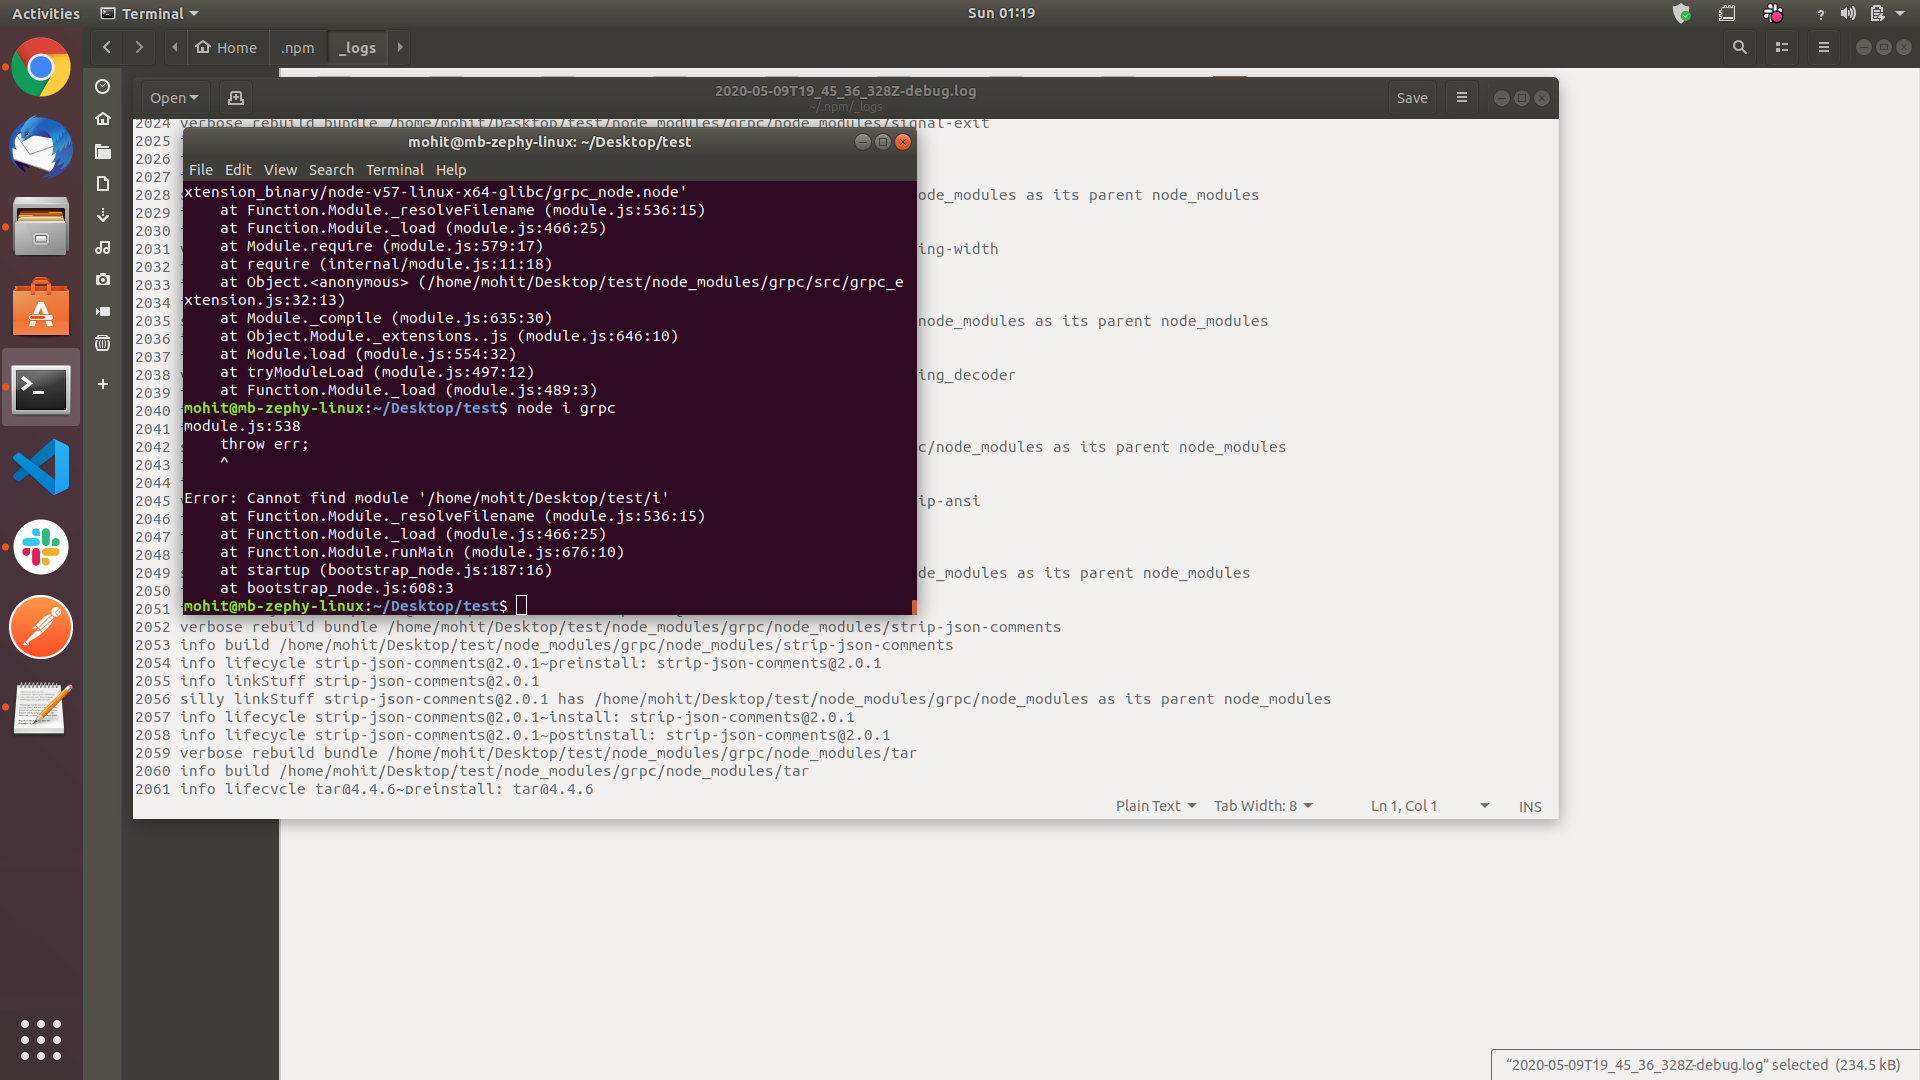 Activities
Terminal
Sun 01:19
?
Home
.npm
_logs
Open
2020-05-09T19_45_36_328Z-debug.log
~/.npm/_logs
Save
2024 verbose rebuild bundle /home/mohit/Desktop/test/node_modules/grpc/node_modules/signal-exit
mohit@mb-zephy-linux: ~/Desktop/test
File Edit View Search Terminal Help
xtension_binary/node-v57-linux-x64-glibc/grpc_node.node'
at Function.Module._resolveFilename (module.js:536:15)
at Function.Module._load (module.js:466:25)
at Module.require (module.js:579:17)
at require (internal/module.js:11:18)
at Object.<anonymous> (/home/mohit/Desktop/test/node_modules/grpc/src/grpc_e
xtension.js:32:13)
at Module._compile (module.js:635:30)
at Object.Module._extensions..js (module.js:646:10)
at Module.load (module.js:554:32)
at tryModuleLoad (module.js:497:12)
at Function.Module._load (module.js:489:3)
mohit@mb-zephy-linux:~/Desktop/test$ node i grpc
module.js:538
throw err;
^
Error: Cannot find module '/home/mohit/Desktop/test/i'
at Function.Module._resolveFilename (module.js:536:15)
at Function.Module._load (module.js:466:25)
at Function.Module.runMain (module.js:676:10)
at startup (bootstrap_node.js:187:16)
at bootstrap_node.js:608:3
mohit@mb-zephy-linux:~/Desktop/test$
2025
2026
2027
2028 de_modules as its parent node_modules
2029
2030
2031 ing-width
2032
2033
2034
2035 node_modules as its parent node_modules
2036
2037
2038 ing_decoder
2039
2040
2041
2042 c/node_modules as its parent node_modules
2043
2044
2045 ip-ansi
2046
2047
2048
2049 de_modules as its parent node_modules
2050
2051
2052 verbose rebuild bundle /home/mohit/Desktop/test/node_modules/grpc/node_modules/strip-json-comments
2053 info build /home/mohit/Desktop/test/node_modules/grpc/node_modules/strip-json-comments
2054 info lifecycle strip-json-comments@2.0.1~preinstall: strip-json-comments@2.0.1
2055 info linkStuff strip-json-comments@2.0.1
2056 silly linkStuff strip-json-comments@2.0.1 has /home/mohit/Desktop/test/node_modules/grpc/node_modules as its parent node_modules
2057 info lifecycle strip-json-comments@2.0.1~install: strip-json-comments@2.0.1
2058 info lifecycle strip-json-comments@2.0.1~postinstall: strip-json-comments@2.0.1
2059 verbose rebuild bundle /home/mohit/Desktop/test/node_modules/grpc/node_modules/tar
2060 info build /home/mohit/Desktop/test/node_modules/grpc/node_modules/tar
2061 info lifecycle tar@4.4.6~preinstall: tar@4.4.6
Plain Text Tab Width: 8 Ln 1, Col 1 INS
“2020-05-09T19_45_36_328Z-debug.log” selected (234.5 kB)